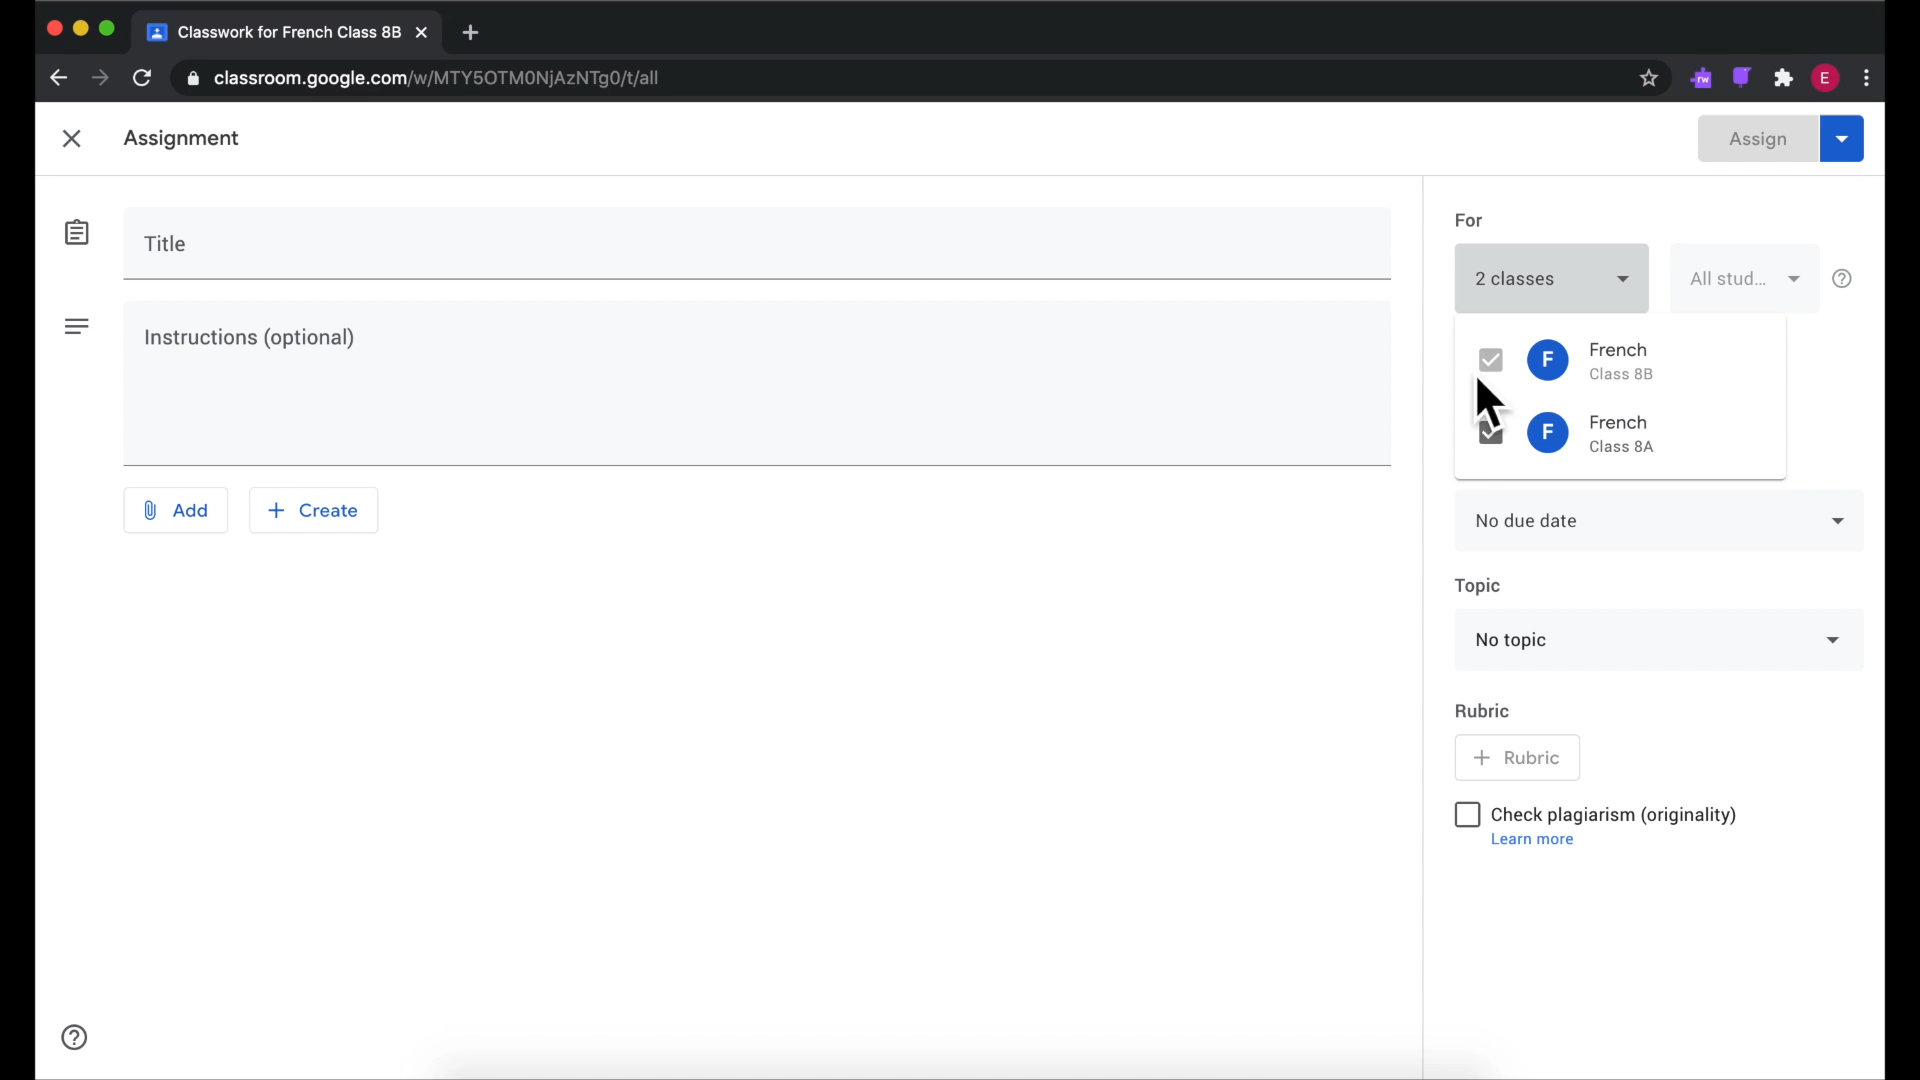 Classwork for French Class 8B
classroom.google.com/w/MTY5OTM0NjAzNTg0/t/all
rw
E
Assignment
Assign
Title
Instructions (optional)
Add
Create
For
2 classes
All stud...
F
French
Class 8B
F
French
Class 8A
No due date
Topic
No topic
Rubric
Rubric
Check plagiarism (originality)
Learn more